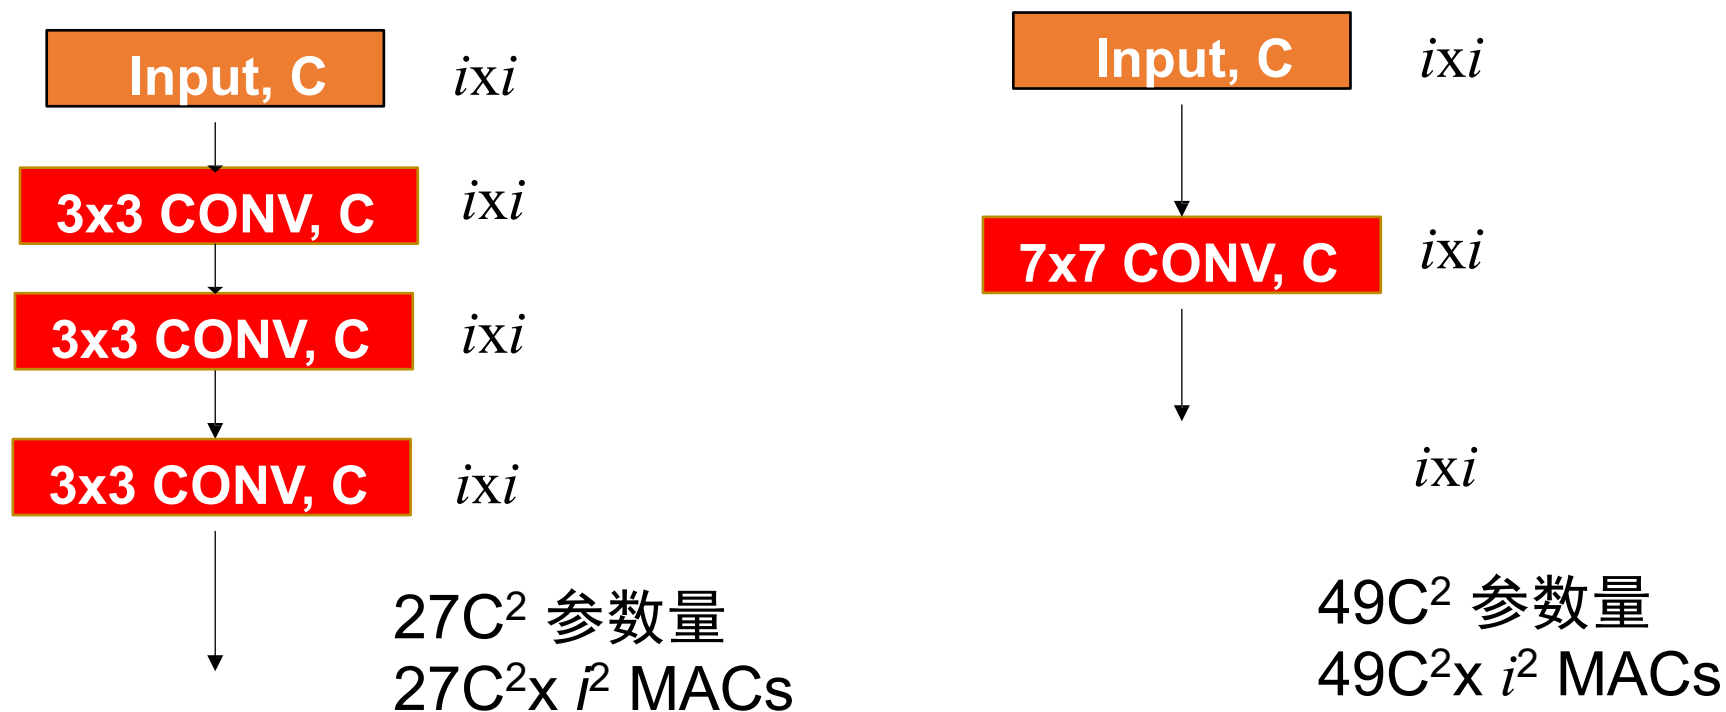 Input, C
ixi
3x3 CONV, C
ixi
3x3 CONV, C
ixi
3x3 CONV, C
ixi
27C² 参数量
27C²x i² MACs
Input, C
ixi
7x7 CONV, C
ixi
ixi
49C² 参数量
49C²x i² MACs